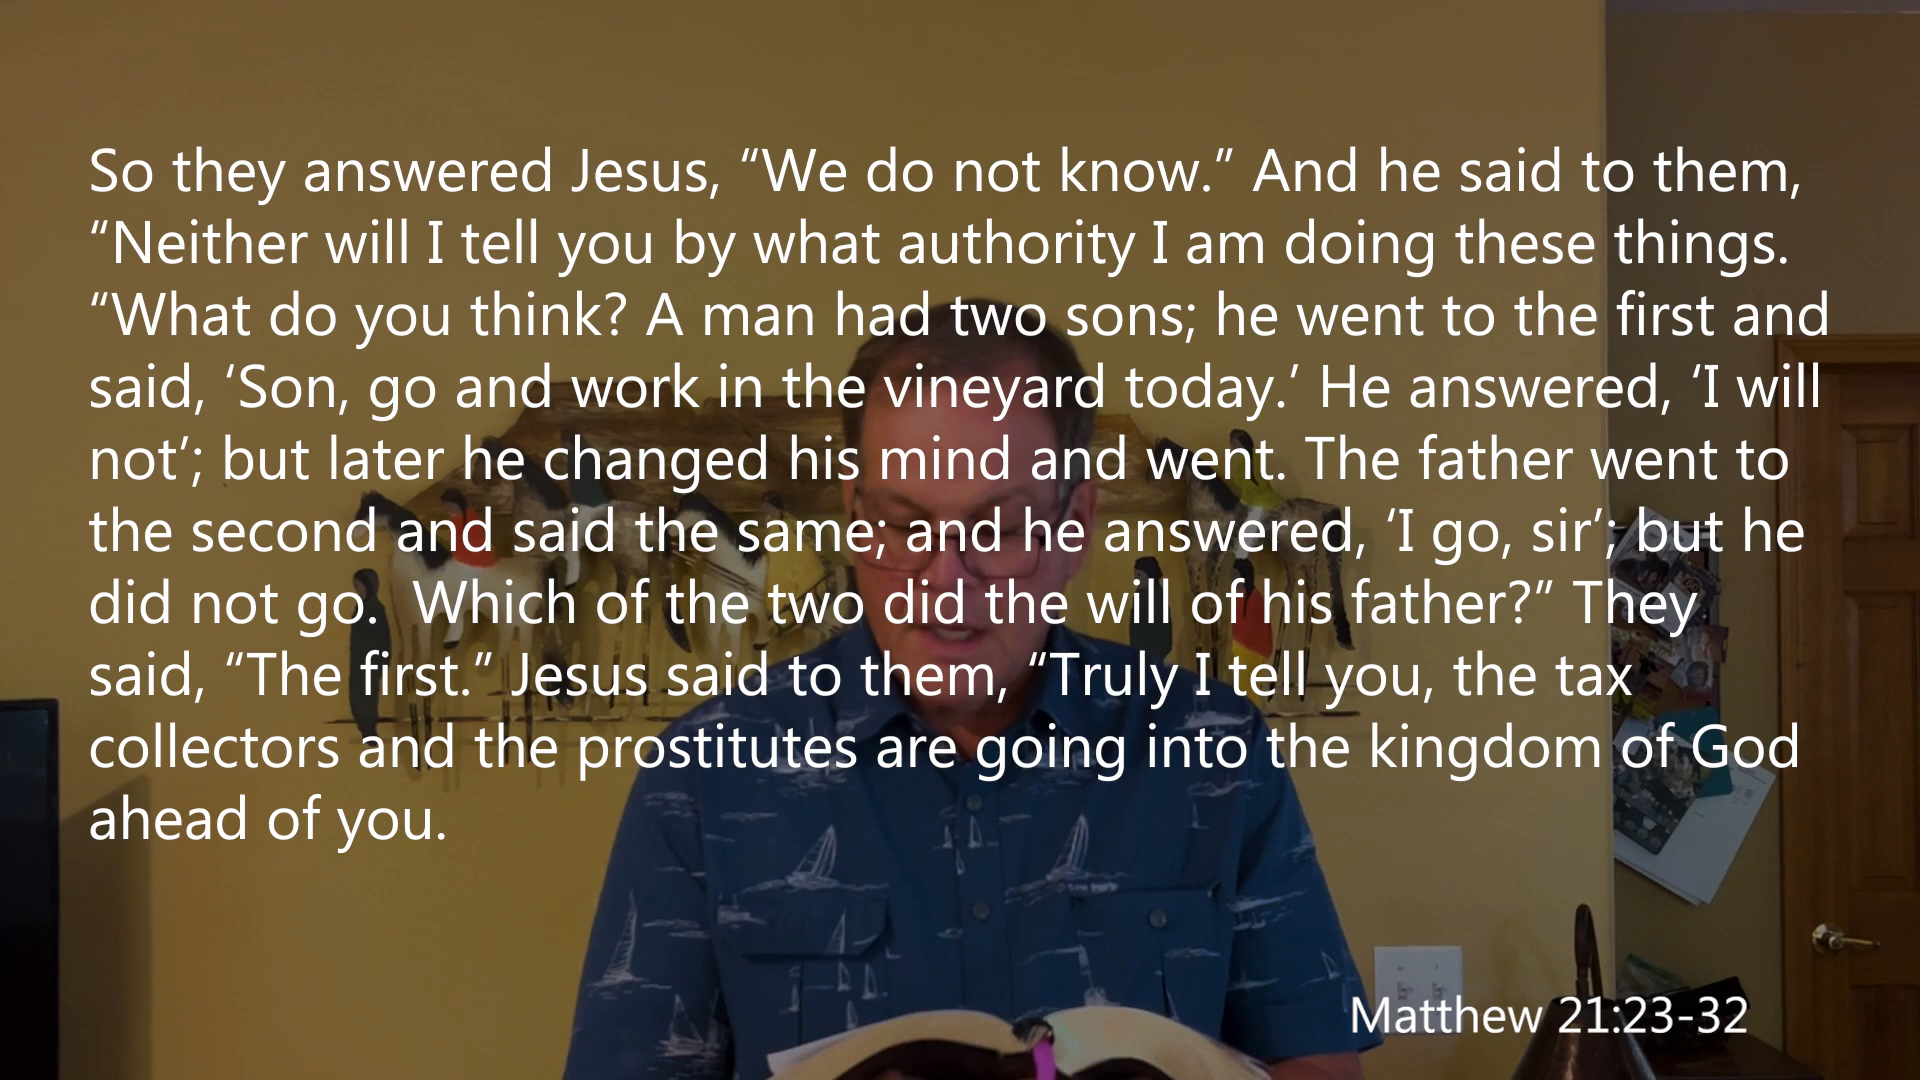 So they answered Jesus, “We do not know.” And he said to them,
“Neither will I tell you by what authority I am doing these things.
“What do you think? A man had two sons; he went to the first and
said, ‘Son, go and work in the vineyard today.’ He answered, ‘I will
not’; but later he changed his mind and went. The father went to
the second and said the same; and he answered, ‘I go, sir’; but he
did not go.  Which of the two did the will of his father?” They
said, “The first.” Jesus said to them, “Truly I tell you, the tax
collectors and the prostitutes are going into the kingdom of God
ahead of you.
Matthew 21:23-32